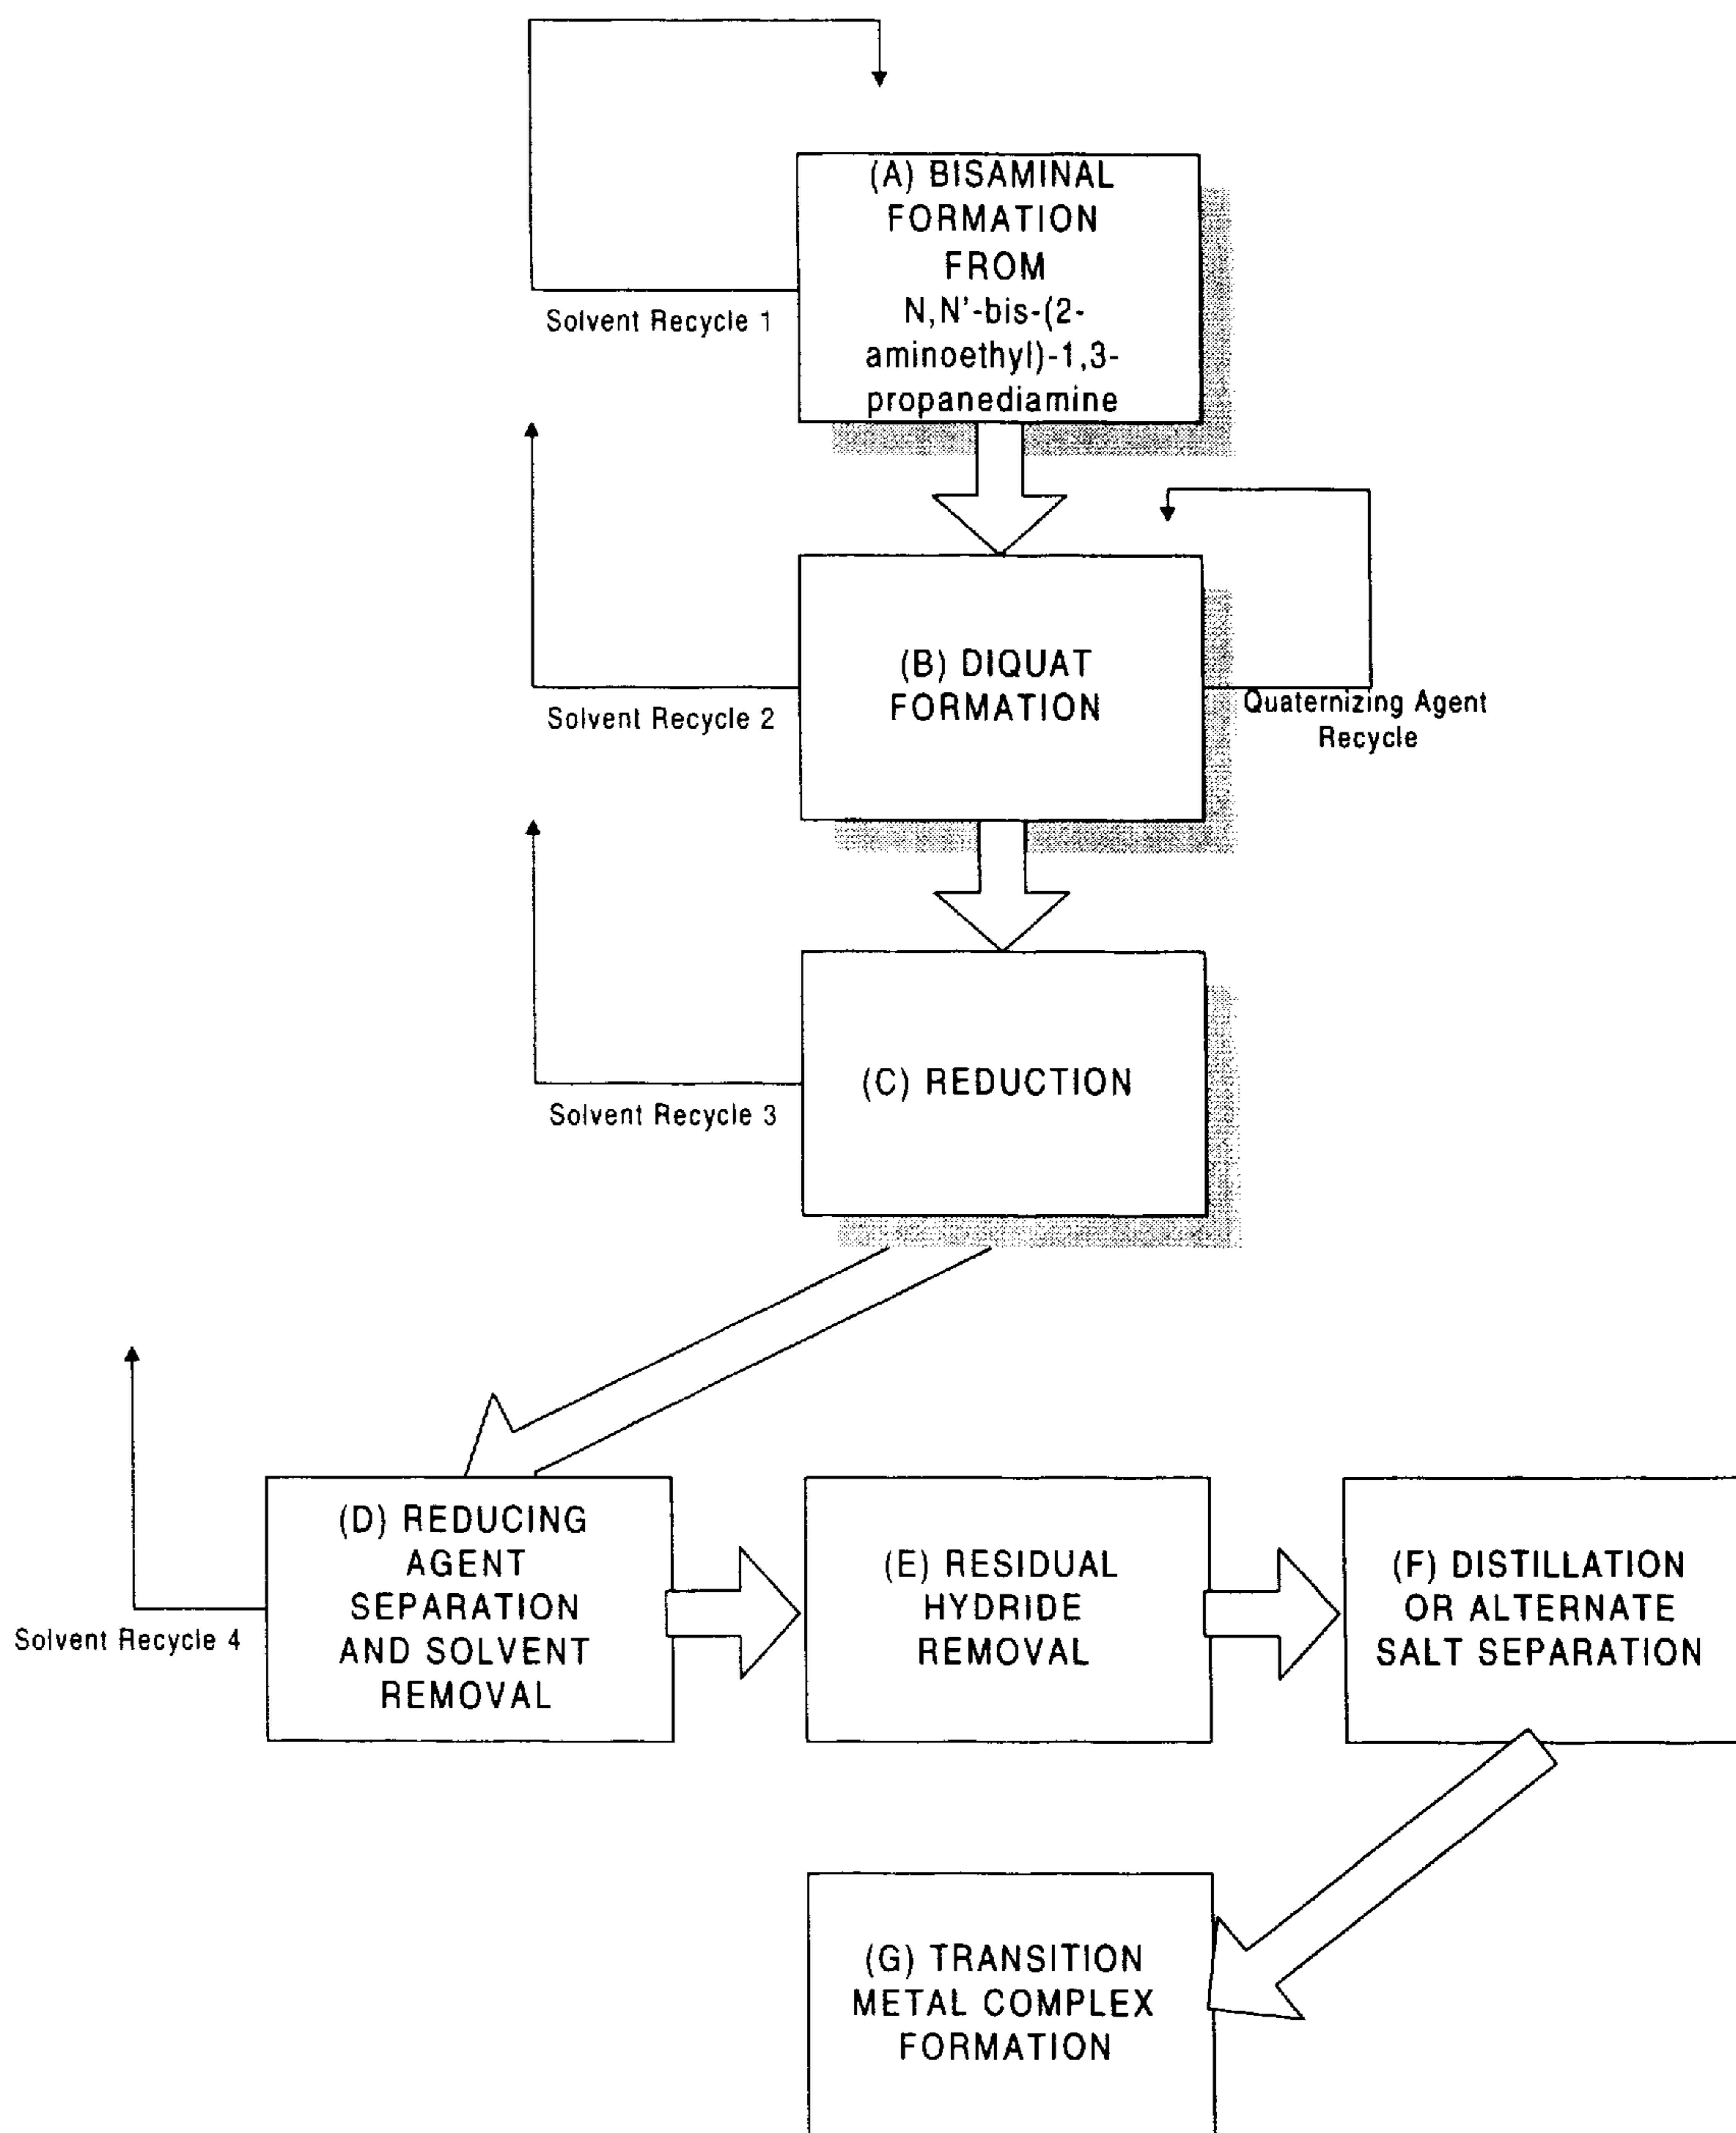 (A) BISAMINAL
FORMATION
FROM
N,N'-bis-(2-
aminoethyl)-1,3-
propanediamine
Solvent Recycle 1
(B) DIQUAT
FORMATION
Solvent Recycle 2
Quaternizing Agent
Recycle
(C) REDUCTION
Solvent Recycle 3
(D) REDUCING
AGENT
SEPARATION
AND SOLVENT
REMOVAL
Solvent Recycle 4
(E) RESIDUAL
HYDRIDE
REMOVAL
(F) DISTILLATION
OR ALTERNATE
SALT SEPARATION
(G) TRANSITION
METAL COMPLEX
FORMATION